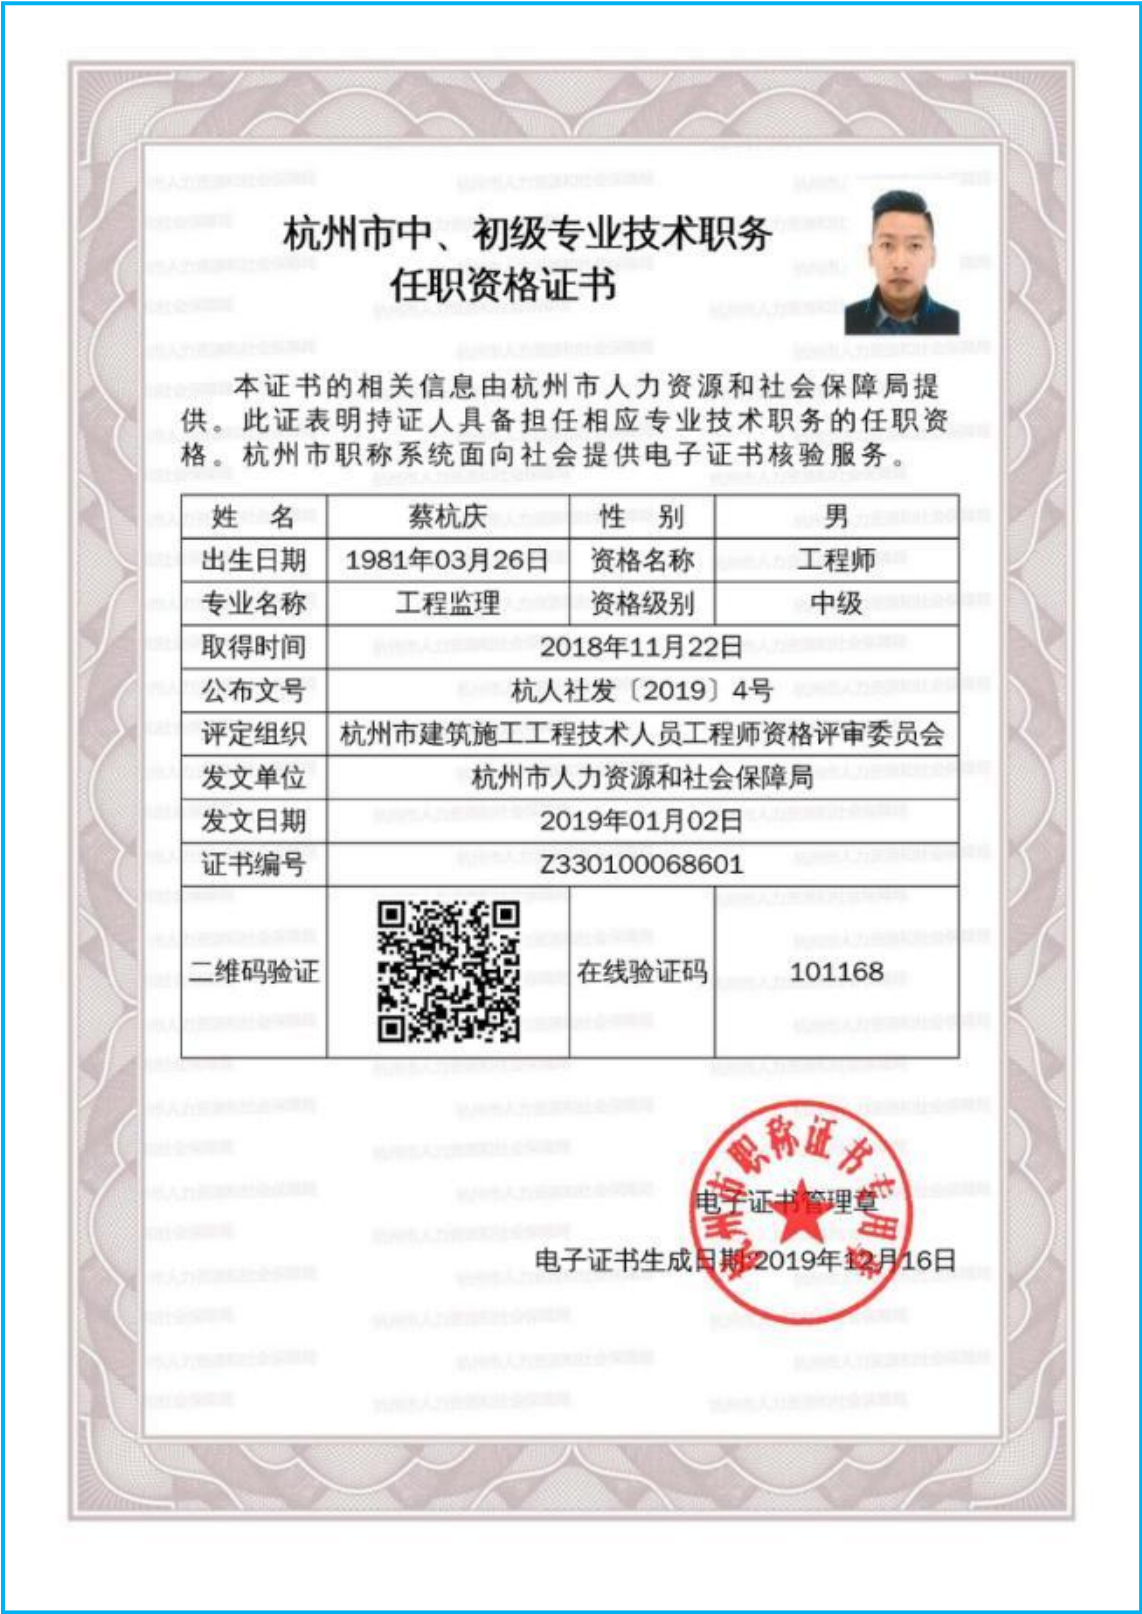 杭州市中、初级专业技术职务
任职资格证书
本证书的相关信息由杭州市人力资源和社会保障局提
供。此证表明持证人具备担任相应专业技术职务的任职资
格。杭州市职称系统面向社会提供电子证书核验服务。
姓 名 蔡杭庆 性 别 男
出生日期 1981年03月26日 资格名称 工程师
专业名称 工程监理 资格级别 中级
取得时间 2018年11月22日
公布文号 杭人社发〔2019〕4号
评定组织 杭州市建筑施工工程技术人员工程师资格评审委员会
发文单位 杭州市人力资源和社会保障局
发文日期 2019年01月02日
证书编号 Z330100068601
二维码验证 在线验证码 101168
杭州市职称证书专用章
电子证书管理章
电子证书生成日期:2019年12月16日